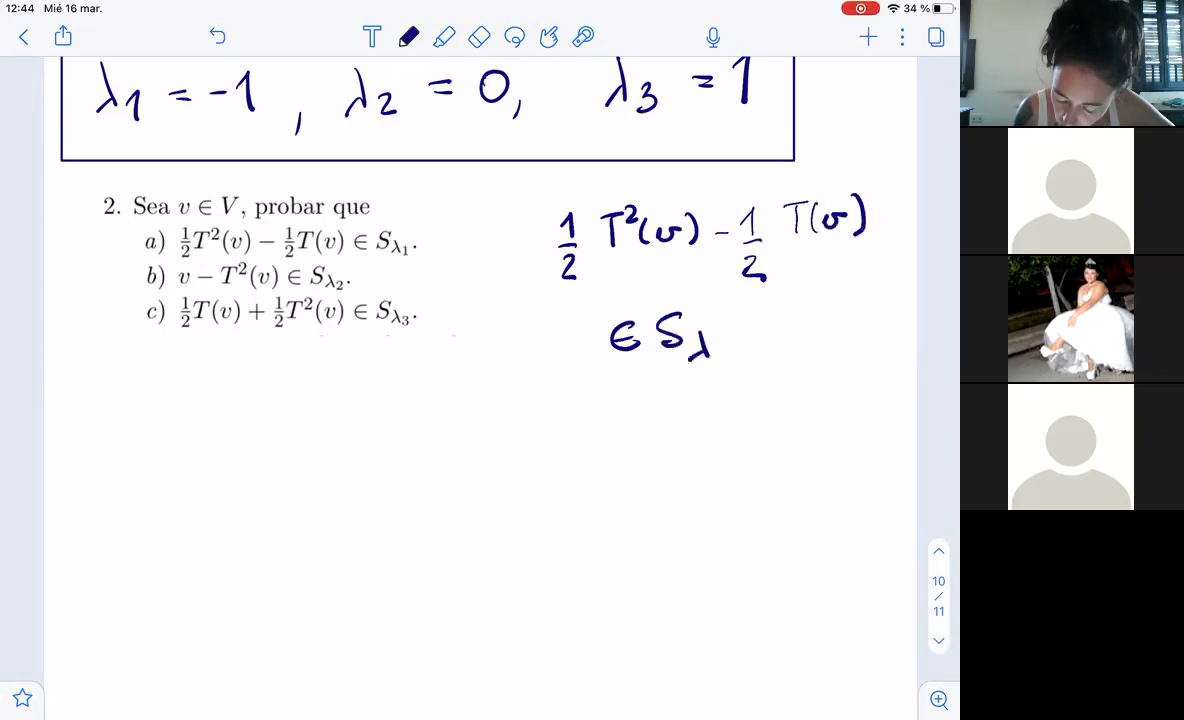 12:44 Mié 16 mar.
34 %
T
λ1 = -1, λ2 = 0, λ3 = 1
2. Sea v ∈ V, probar que
a) ½T²(v) − ½T(v) ∈ Sλ₁.
b) v − T²(v) ∈ Sλ₂.
c) ½T(v) + ½T²(v) ∈ Sλ₃.
½ T²(v) - ½ T(v)
∈ Sλ
10
/
11